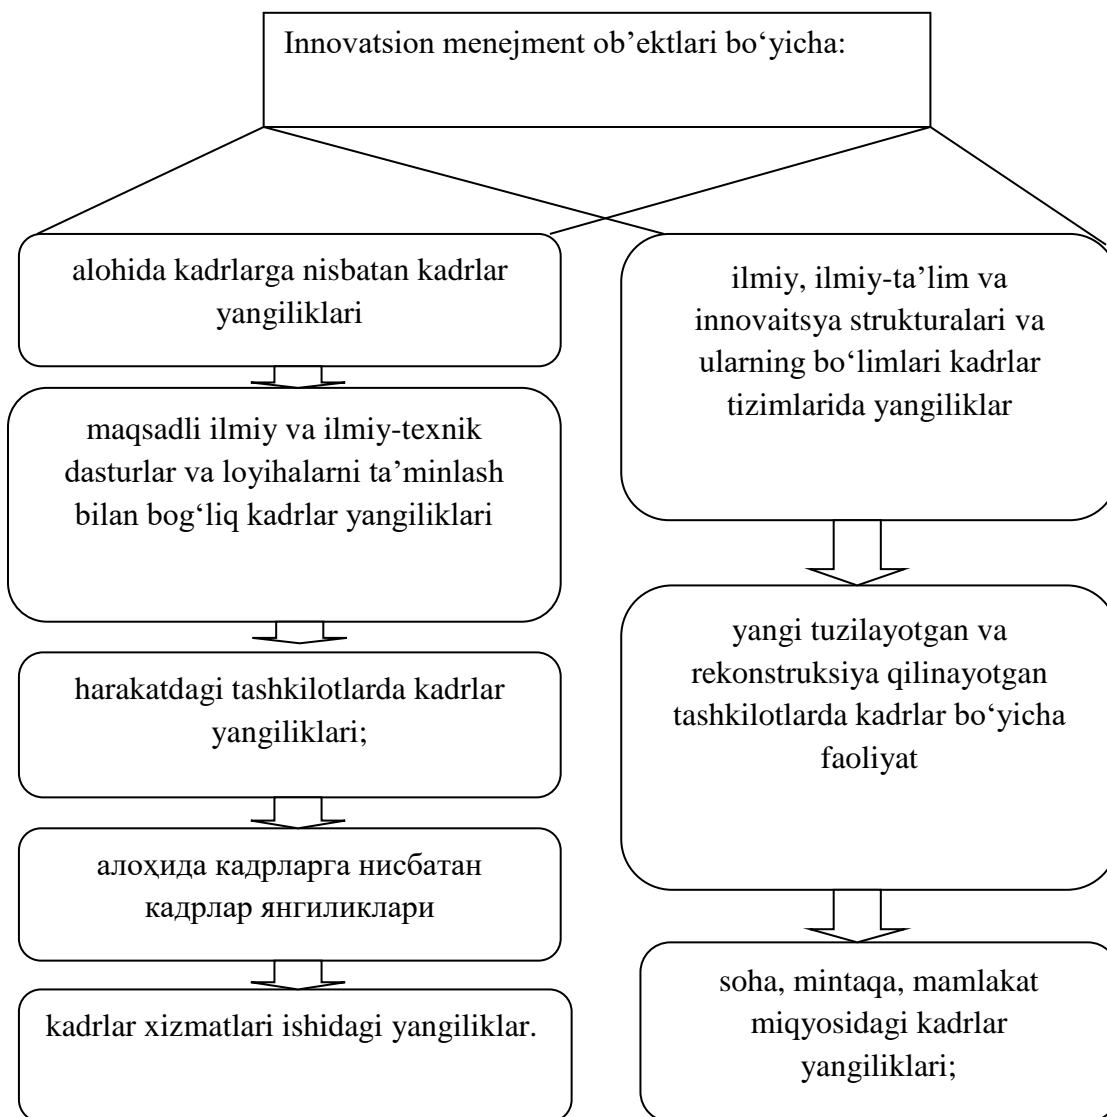 Innovatsion menejment ob’ektlari bo‘yicha:
alohida kadrlarga nisbatan kadrlar
yangiliklari
maqsadli ilmiy va ilmiy-texnik
dasturlar va loyihalarni ta’minlash
bilan bog‘liq kadrlar yangiliklari
harakatdagi tashkilotlarda kadrlar
yangiliklari;
алоҳида кадрларга нисбатан
кадрлар янгиликлари
kadrlar xizmatlari ishidagi yangiliklar.
ilmiy, ilmiy-ta’lim va
innovaitsya strukturalari va
ularning bo‘limlari kadrlar
tizimlarida yangiliklar
yangi tuzilayotgan va
rekonstruksiya qilinayotgan
tashkilotlarda kadrlar bo‘yicha
faoliyat
soha, mintaqa, mamlakat
miqyosidagi kadrlar
yangiliklari;